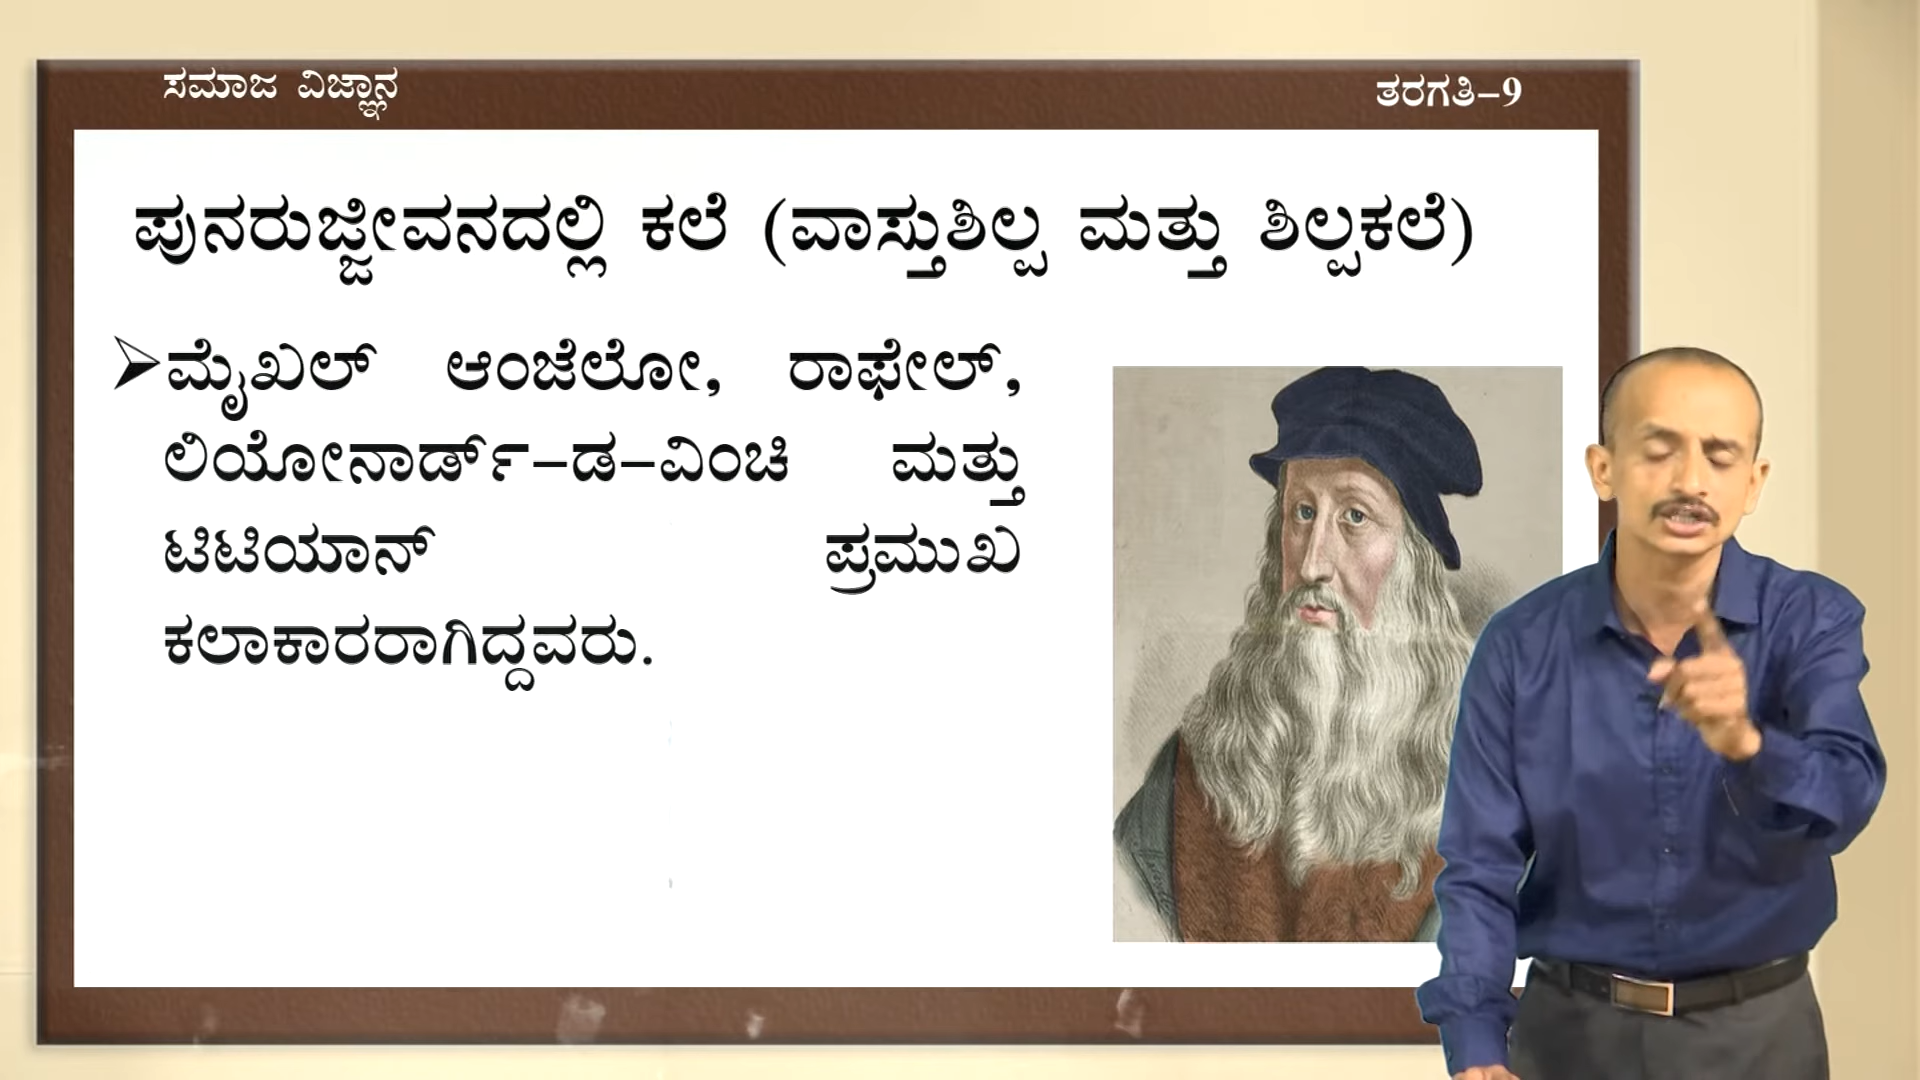 ಸಮಾಜ ವಿಜ್ಞಾನ
ತರಗತಿ–9
ಪುನರುಜ್ಜೀವನದಲ್ಲಿ ಕಲೆ (ವಾಸ್ತುಶಿಲ್ಪ ಮತ್ತು ಶಿಲ್ಪಕಲೆ)
➢ಮೈಖಲ್ ಆಂಜೆಲೋ, ರಾಫೇಲ್,
ಲಿಯೋನಾರ್ಡ್–ಡ–ವಿಂಚಿ ಮತ್ತು
ಟಿಟಿಯಾನ್ ಪ್ರಮುಖ
ಕಲಾಕಾರರಾಗಿದ್ದವರು.